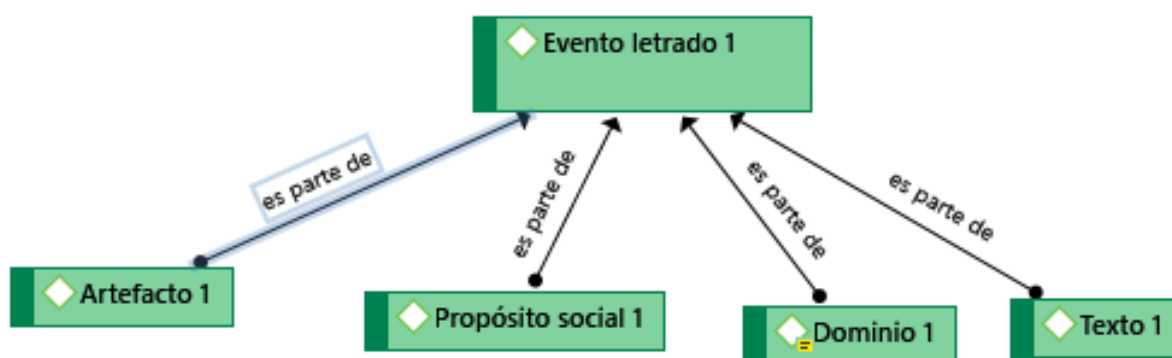 Evento letrado 1
es parte de
es parte de
es parte de
es parte de
Artefacto 1
Propósito social 1
Dominio 1
Texto 1